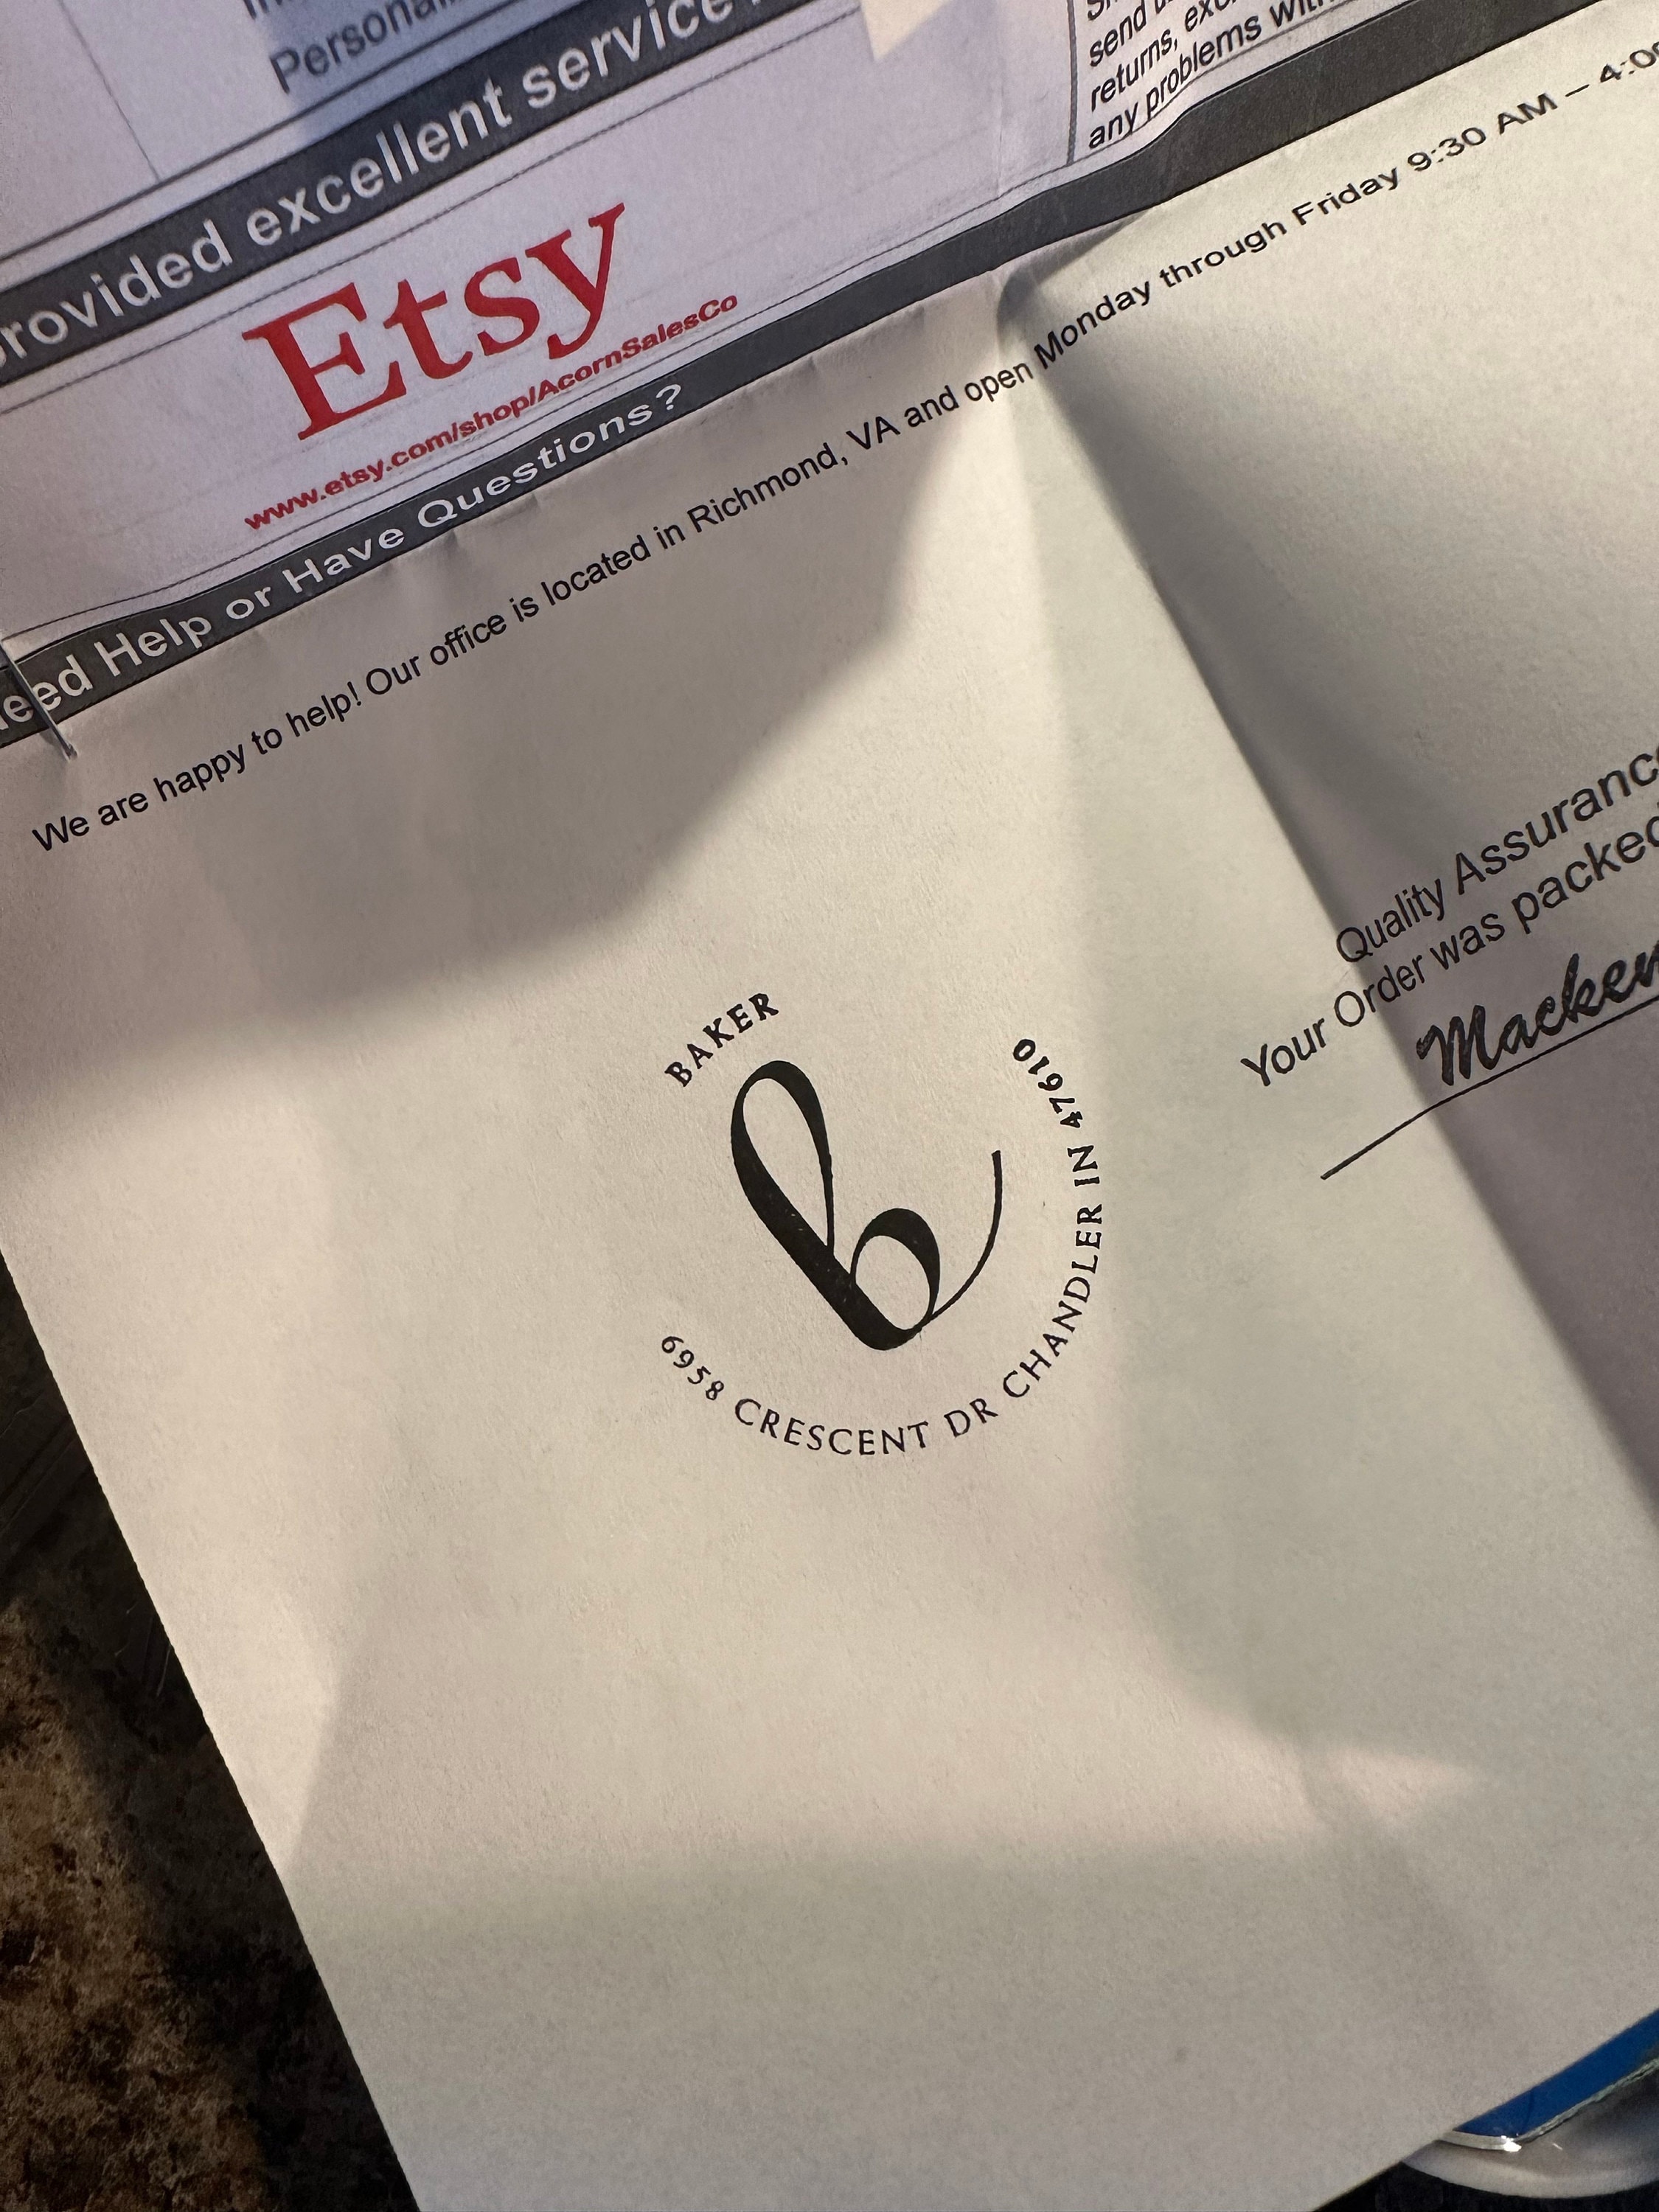 Personal
provided excellent service
send
returns,
any problems with
Etsy
www.etsy.com/shop/AcornSalesCo
Need Help or Have Questions?
We are happy to help! Our office is located in Richmond, VA and open Monday through Friday 9:30 AM –
Quality Assurance
Your Order was packed
BAKER
b
6958 CRESCENT DR CHANDLER IN 47610